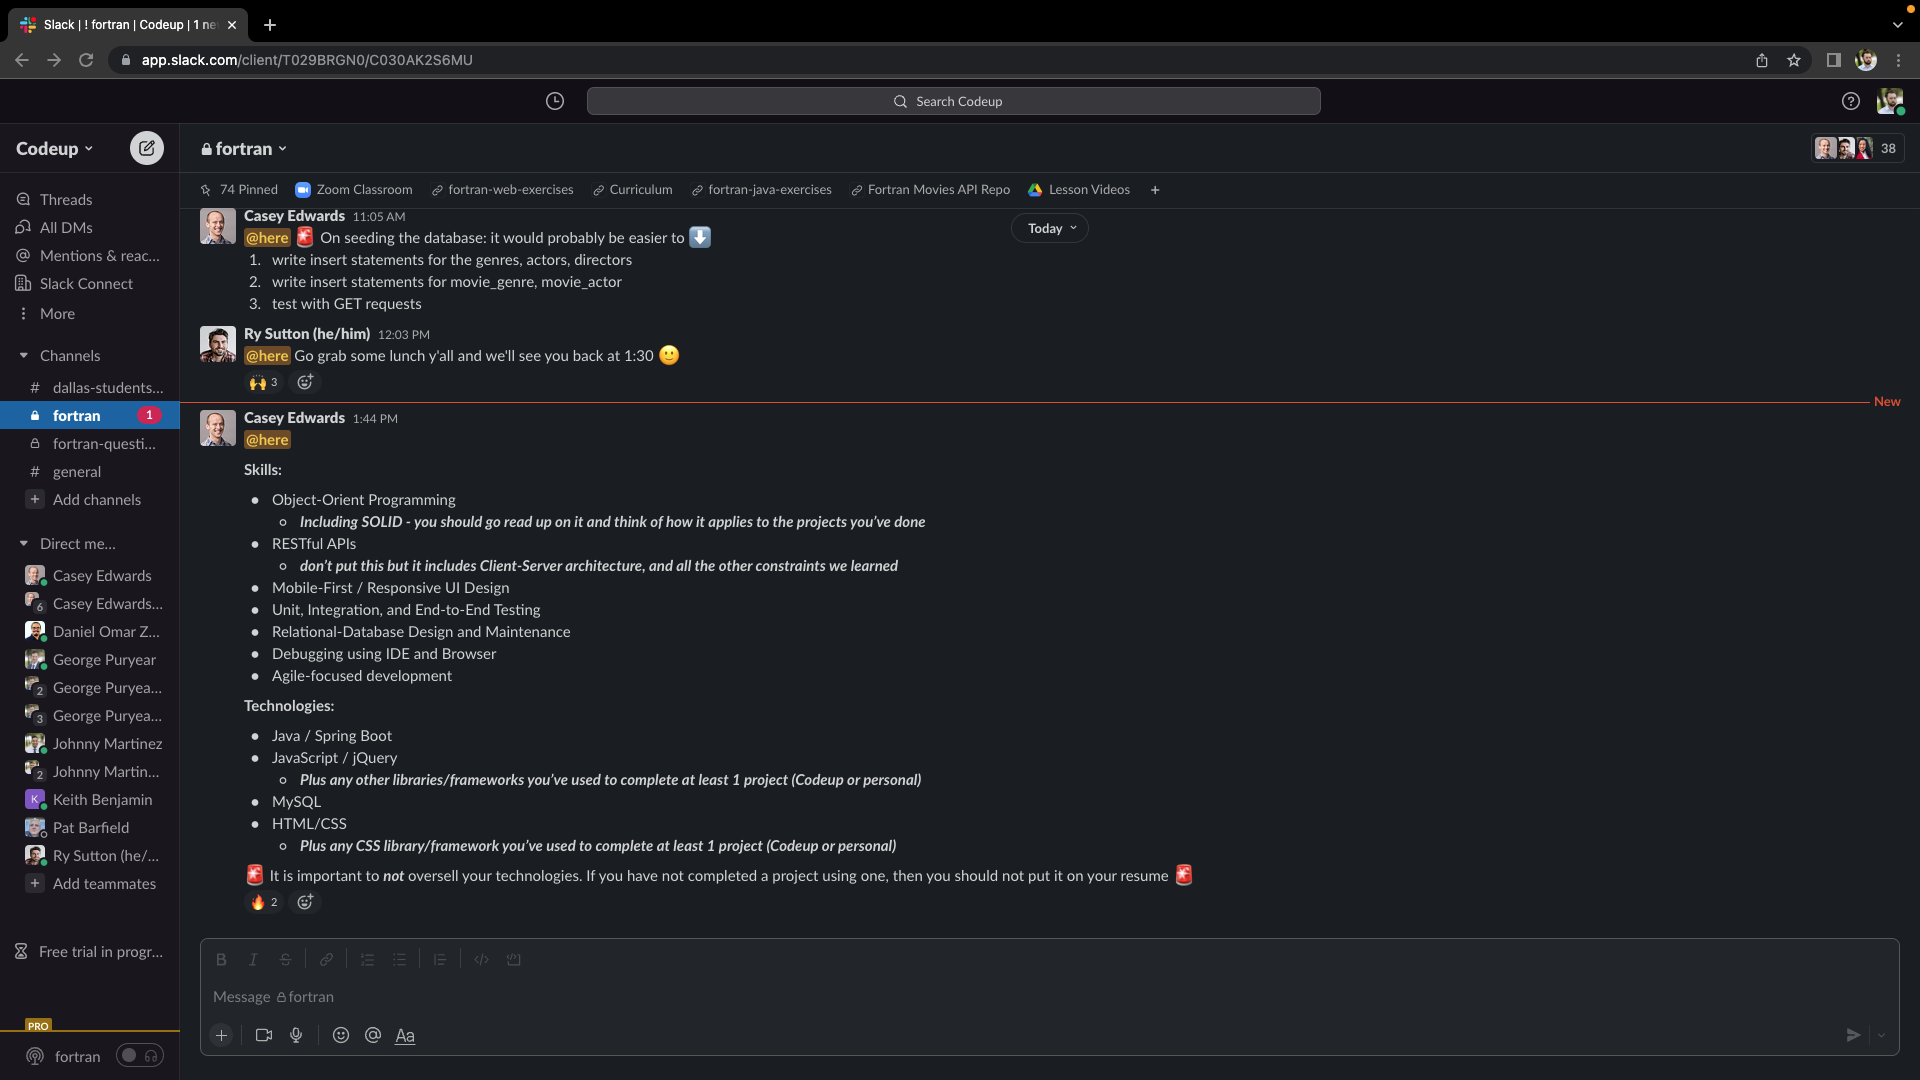 Slack | ! fortran | Codeup | 1 ne
app.slack.com/client/T029BRGN0/C030AK2S6MU
Search Codeup
Codeup
Threads
All DMs
Mentions & reac...
Slack Connect
More
Channels
# dallas-students...
fortran 1
fortran-questi...
# general
+ Add channels
Direct me...
Casey Edwards
6 Casey Edwards...
Daniel Omar Z...
George Puryear
2 George Puryea...
3 George Puryea...
Johnny Martinez
2 Johnny Martin...
K Keith Benjamin
Pat Barfield
Ry Sutton (he/...
+ Add teammates
Free trial in progr...
PRO
fortran
fortran
38
74 Pinned Zoom Classroom fortran-web-exercises Curriculum fortran-java-exercises Fortran Movies API Repo Lesson Videos +
Today
Casey Edwards 11:05 AM
@here On seeding the database: it would probably be easier to
1. write insert statements for the genres, actors, directors
2. write insert statements for movie_genre, movie_actor
3. test with GET requests
Ry Sutton (he/him) 12:03 PM
@here Go grab some lunch y'all and we'll see you back at 1:30
3
New
Casey Edwards 1:44 PM
@here
Skills:
• Object-Orient Programming
◦ Including SOLID - you should go read up on it and think of how it applies to the projects you've done
• RESTful APIs
◦ don't put this but it includes Client-Server architecture, and all the other constraints we learned
• Mobile-First / Responsive UI Design
• Unit, Integration, and End-to-End Testing
• Relational-Database Design and Maintenance
• Debugging using IDE and Browser
• Agile-focused development
Technologies:
• Java / Spring Boot
• JavaScript / jQuery
◦ Plus any other libraries/frameworks you've used to complete at least 1 project (Codeup or personal)
• MySQL
• HTML/CSS
◦ Plus any CSS library/framework you've used to complete at least 1 project (Codeup or personal)
It is important to not oversell your technologies. If you have not completed a project using one, then you should not put it on your resume
2
B I S
Message fortran
+ @ Aa